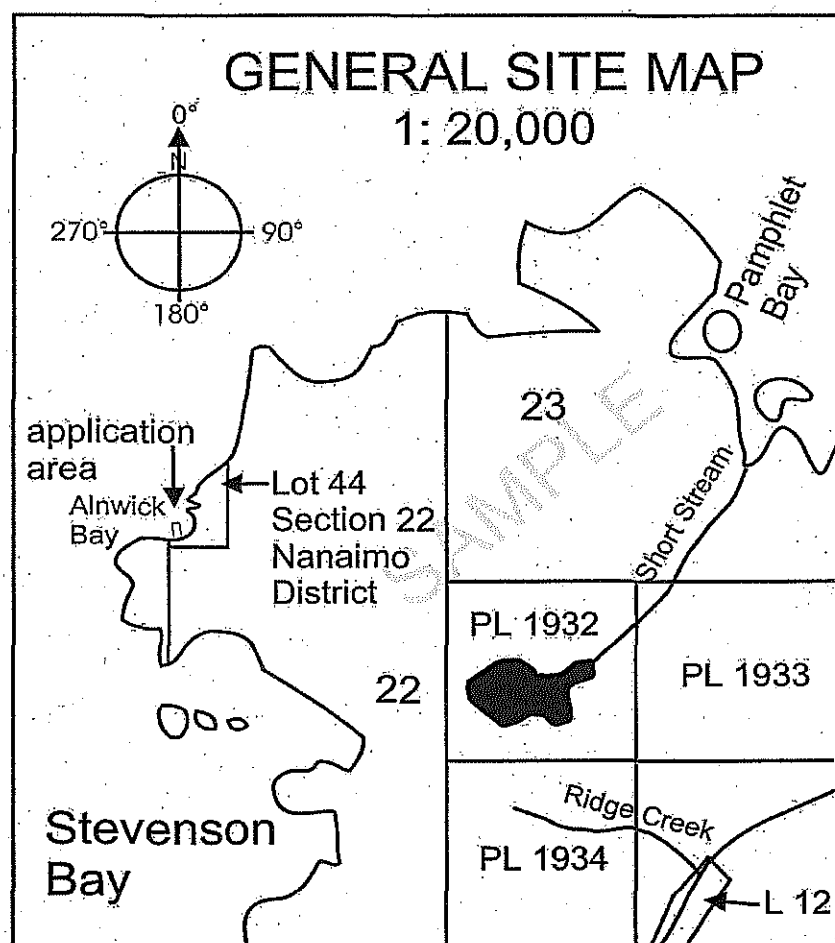 GENERAL SITE MAP
1: 20,000
0°
N
270°
90°
180°
Pamphlet
Bay
23
application
area
Alnwick
Bay
Lot 44
Section 22
Nanaimo
District
SAMPLE
Short Stream
PL 1932
PL 1933
22
Stevenson
Bay
Ridge Creek
PL 1934
L 12